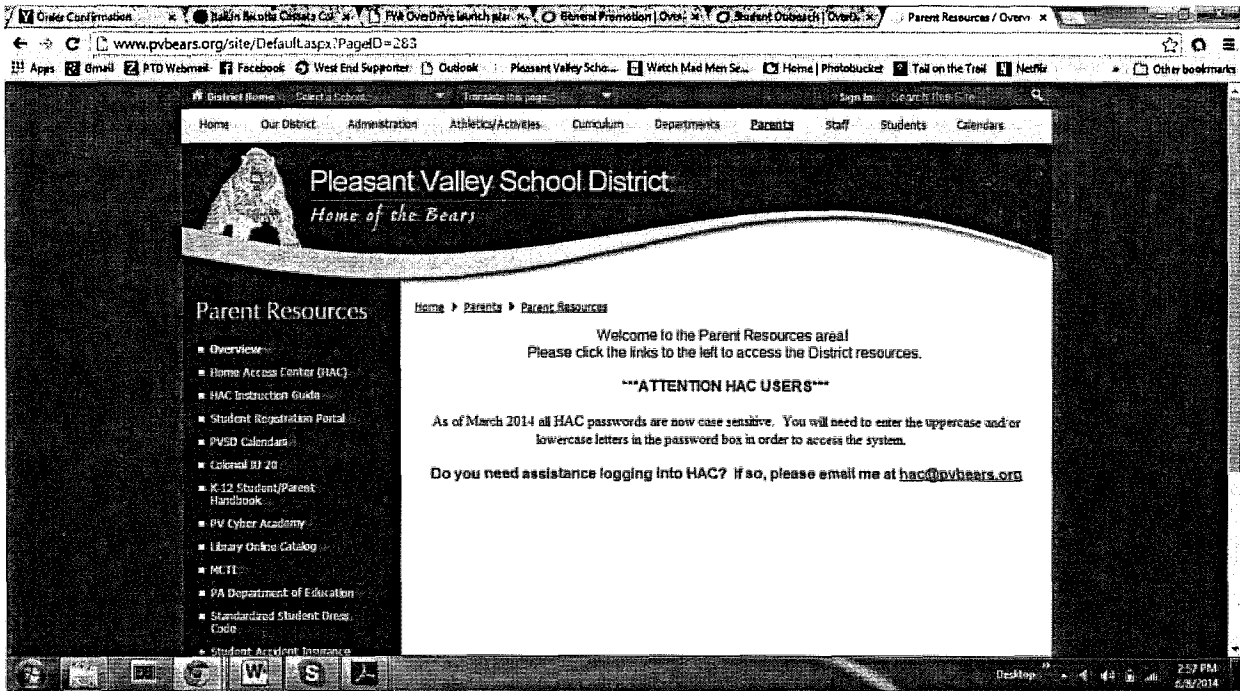 Order Confirmation
General Promotion | Over
Student Outreach | Over
Parent Resources / Overv
www.pvbears.org/site/Default.aspx?PageID=283
Apps Gmail PTD Webmail Facebook West End Supporter Outlook Pleasant Valley Scho... Watch Mad Men Se... Home | Photobucket Tail on the Trail Netflix Other bookmarks
District Home Select a School Translate this page Sign In Search this Site
Home Our District Administration Athletics/Activities Curriculum Departments Parents Staff Students Calendars
Pleasant Valley School District
Home of the Bears
Parent Resources
Overview
Home Access Center (HAC)
HAC Instruction Guide
Student Registration Portal
PVSD Calendars
Colonial IU 20
K-12 Student/Parent
Handbook
PV Cyber Academy
Library Online Catalog
MCTI
PA Department of Education
Standardized Student Dress
Code
Student Accident Insurance
Home Parents Parent Resources
Welcome to the Parent Resources area!
Please click the links to the left to access the District resources.
***ATTENTION HAC USERS***
As of March 2014 all HAC passwords are now case sensitive. You will need to enter the uppercase and/or
lowercase letters in the password box in order to access the system.
Do you need assistance logging into HAC? If so, please email me at hac@pvbears.org
Desktop
2:57 PM